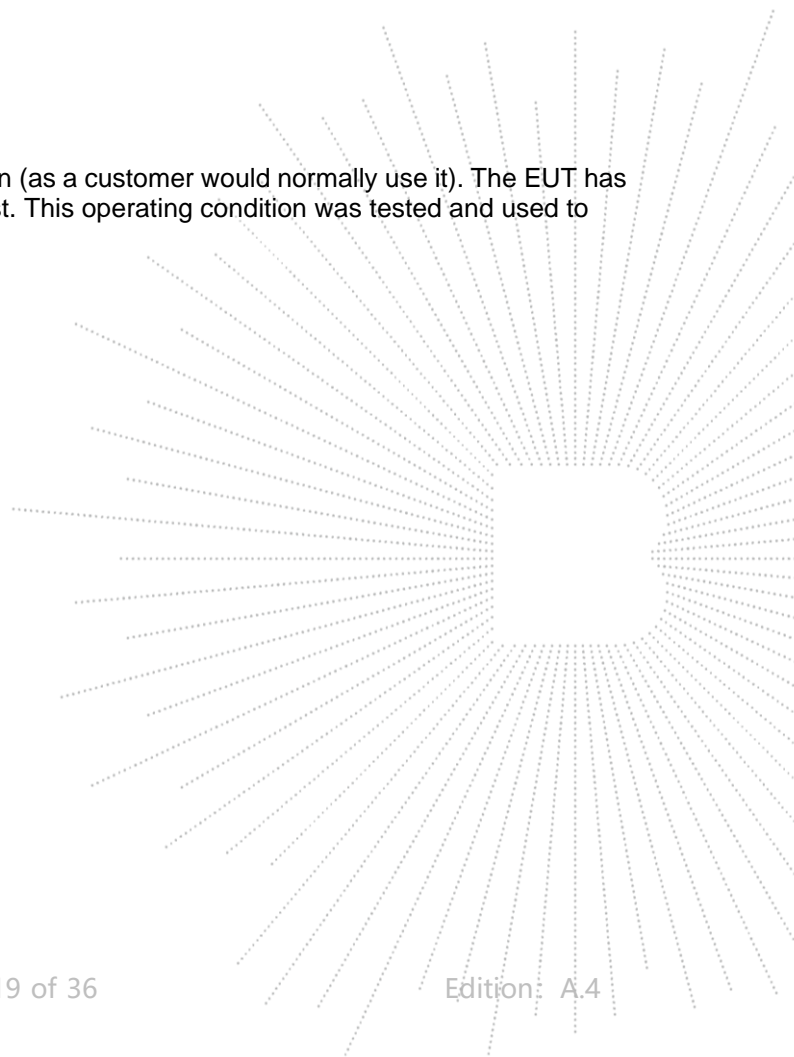 (as a customer would normally use it). The EUT has
This operating condition was tested and used to
9 of 36
Edition: A.4